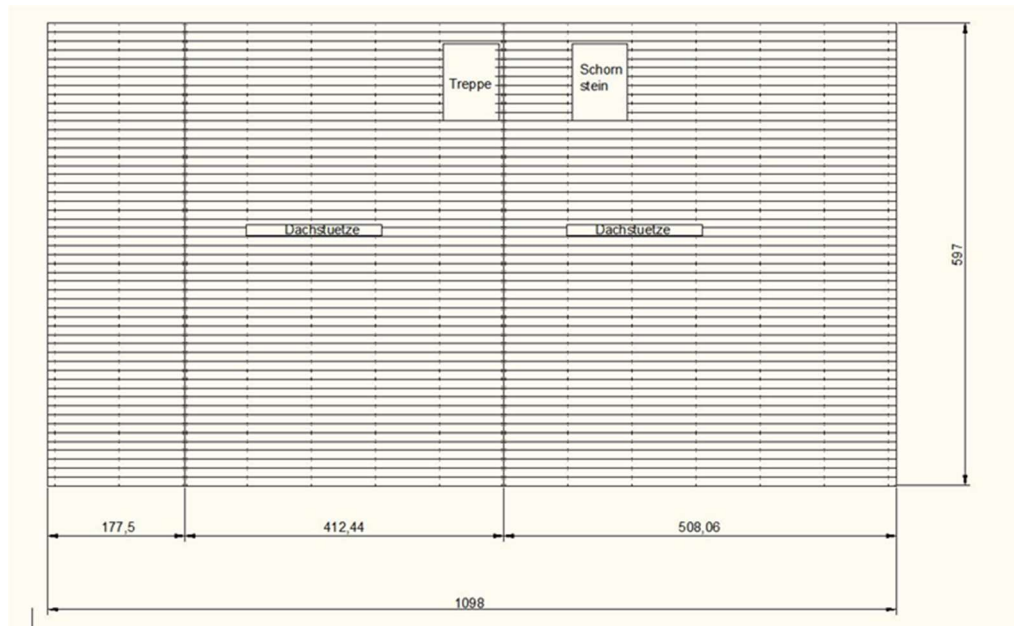 Treppe
Schorn
stein
Dachstuetze
Dachstuetze
597
177,5
412,44
508,06
1098